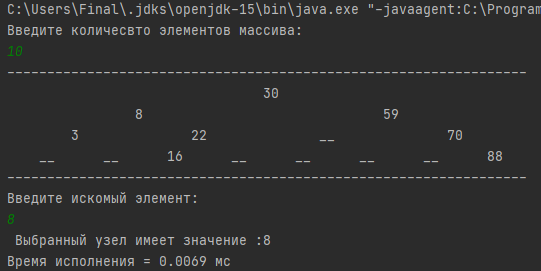 C:\Users\Final\.jdks\openjdk-15\bin\java.exe "-javaagent:C:\Program
Введите количесвто элементов массива:
10
-----------------------------------------------------------------
30
8 59
3 22 __ 70
__ __ 16 __ __ __ __ 88
-----------------------------------------------------------------
Введите искомый элемент:
8
Выбранный узел имеет значение :8
Время исполнения = 0.0069 мс